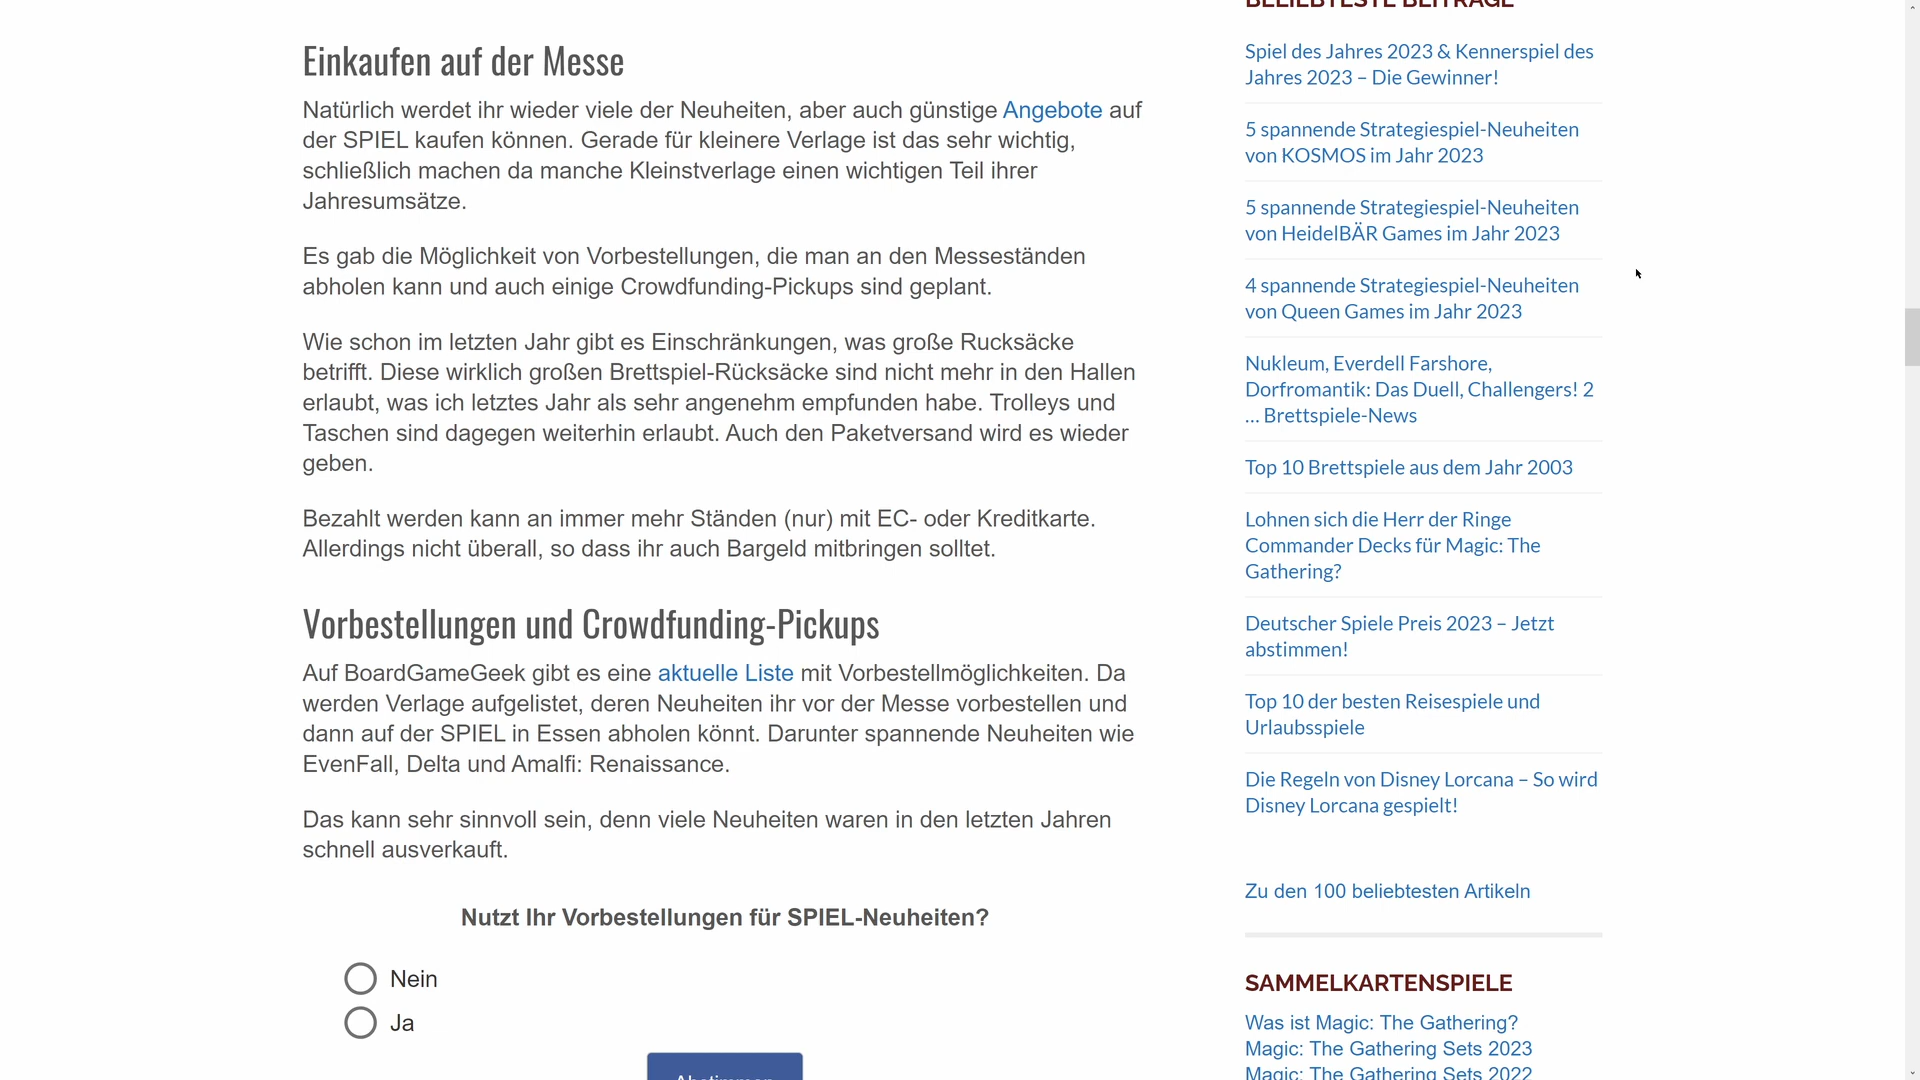 Einkaufen auf der Messe
Natürlich werdet ihr wieder viele der Neuheiten, aber auch günstige Angebote auf
der SPIEL kaufen können. Gerade für kleinere Verlage ist das sehr wichtig,
schließlich machen da manche Kleinstverlage einen wichtigen Teil ihrer
Jahresumsätze.
Es gab die Möglichkeit von Vorbestellungen, die man an den Messeständen
abholen kann und auch einige Crowdfunding-Pickups sind geplant.
Wie schon im letzten Jahr gibt es Einschränkungen, was große Rucksäcke
betrifft. Diese wirklich großen Brettspiel-Rücksäcke sind nicht mehr in den Hallen
erlaubt, was ich letztes Jahr als sehr angenehm empfunden habe. Trolleys und
Taschen sind dagegen weiterhin erlaubt. Auch den Paketversand wird es wieder
geben.
Bezahlt werden kann an immer mehr Ständen (nur) mit EC- oder Kreditkarte.
Allerdings nicht überall, so dass ihr auch Bargeld mitbringen solltet.
Vorbestellungen und Crowdfunding-Pickups
Auf BoardGameGeek gibt es eine aktuelle Liste mit Vorbestellmöglichkeiten. Da
werden Verlage aufgelistet, deren Neuheiten ihr vor der Messe vorbestellen und
dann auf der SPIEL in Essen abholen könnt. Darunter spannende Neuheiten wie
EvenFall, Delta und Amalfi: Renaissance.
Das kann sehr sinnvoll sein, denn viele Neuheiten waren in den letzten Jahren
schnell ausverkauft.
Nutzt Ihr Vorbestellungen für SPIEL-Neuheiten?
Nein
Ja
Abstimmen
BELIEBTESTE BEITRÄGE
Spiel des Jahres 2023 & Kennerspiel des
Jahres 2023 – Die Gewinner!
5 spannende Strategiespiel-Neuheiten
von KOSMOS im Jahr 2023
5 spannende Strategiespiel-Neuheiten
von HeidelBÄR Games im Jahr 2023
4 spannende Strategiespiel-Neuheiten
von Queen Games im Jahr 2023
Nukleum, Everdell Farshore,
Dorfromantik: Das Duell, Challengers! 2
… Brettspiele-News
Top 10 Brettspiele aus dem Jahr 2003
Lohnen sich die Herr der Ringe
Commander Decks für Magic: The
Gathering?
Deutscher Spiele Preis 2023 – Jetzt
abstimmen!
Top 10 der besten Reisespiele und
Urlaubsspiele
Die Regeln von Disney Lorcana – So wird
Disney Lorcana gespielt!
Zu den 100 beliebtesten Artikeln
SAMMELKARTENSPIELE
Was ist Magic: The Gathering?
Magic: The Gathering Sets 2023
Magic: The Gathering Sets 2022